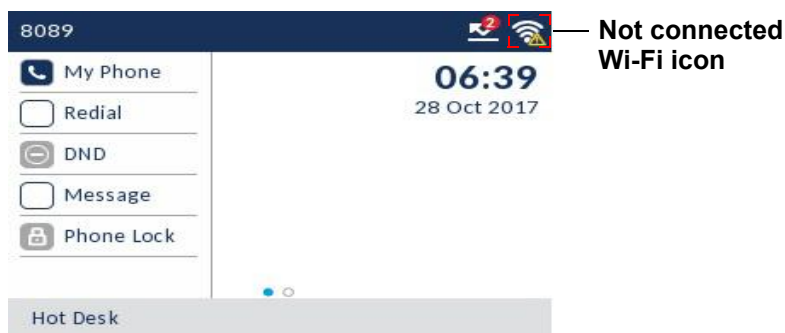 8089
2
Not connected
Wi-Fi icon
My Phone
06:39
Redial
28 Oct 2017
DND
Message
Phone Lock
Hot Desk